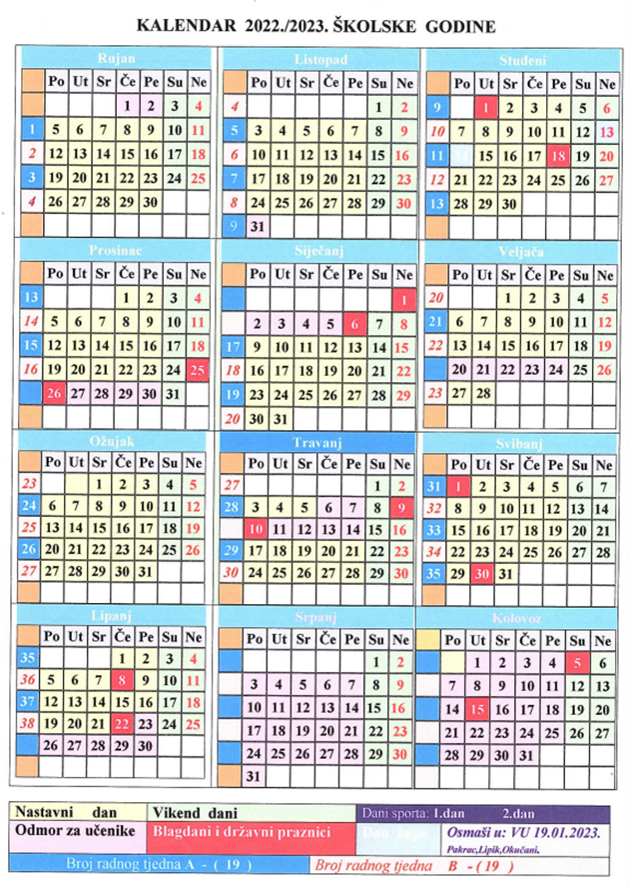 KALENDAR 2022./2023. ŠKOLSKE GODINE
Rujan
Po Ut Sr Če Pe Su Ne
1 2 3 4
1 5 6 7 8 9 10 11
2 12 13 14 15 16 17 18
3 19 20 21 22 23 24 25
4 26 27 28 29 30
Listopad
Po Ut Sr Če Pe Su Ne
4 1 2
5 3 4 5 6 7 8 9
6 10 11 12 13 14 15 16
7 17 18 19 20 21 22 23
8 24 25 26 27 28 29 30
9 31
Studeni
Po Ut Sr Če Pe Su Ne
9 1 2 3 4 5 6
10 7 8 9 10 11 12 13
11 15 16 17 18 19 20
12 21 22 23 24 25 26 27
13 28 29 30
Prosinac
Po Ut Sr Če Pe Su Ne
13 1 2 3 4
14 5 6 7 8 9 10 11
15 12 13 14 15 16 17 18
16 19 20 21 22 23 24 25
26 27 28 29 30 31
Siječanj
Po Ut Sr Če Pe Su Ne
1
2 3 4 5 6 7 8
17 9 10 11 12 13 14 15
18 16 17 18 19 20 21 22
19 23 24 25 26 27 28 29
20 30 31
Veljača
Po Ut Sr Če Pe Su Ne
20 1 2 3 4 5
21 6 7 8 9 10 11 12
22 13 14 15 16 17 18 19
20 21 22 23 24 25 26
23 27 28
Ožujak
Po Ut Sr Če Pe Su Ne
23 1 2 3 4 5
24 6 7 8 9 10 11 12
25 13 14 15 16 17 18 19
26 20 21 22 23 24 25 26
27 27 28 29 30 31
Travanj
Po Ut Sr Če Pe Su Ne
27 1 2
28 3 4 5 6 7 8 9
10 11 12 13 14 15 16
29 17 18 19 20 21 22 23
30 24 25 26 27 28 29 30
Svibanj
Po Ut Sr Če Pe Su Ne
31 1 2 3 4 5 6 7
32 8 9 10 11 12 13 14
33 15 16 17 18 19 20 21
34 22 23 24 25 26 27 28
35 29 30 31
Lipanj
Po Ut Sr Če Pe Su Ne
35 1 2 3 4
36 5 6 7 8 9 10 11
37 12 13 14 15 16 17 18
38 19 20 21 22 23 24 25
26 27 28 29 30
Srpanj
Po Ut Sr Če Pe Su Ne
1 2
3 4 5 6 7 8 9
10 11 12 13 14 15 16
17 18 19 20 21 22 23
24 25 26 27 28 29 30
31
Kolovoz
Po Ut Sr Če Pe Su Ne
1 2 3 4 5 6
7 8 9 10 11 12 13
14 15 16 17 18 19 20
21 22 23 24 25 26 27
28 29 30 31
Nastavni dan Vikend dani Dani sporta: 1.dan 2.dan
Odmor za učenike Blagdani i državni praznici Dan Osmaši u: VU 19.01.2023.
Pakrac,Lipik,Okučani.
Broj radnog tjedna A - ( 19 ) Broj radnog tjedna B - ( 19 )